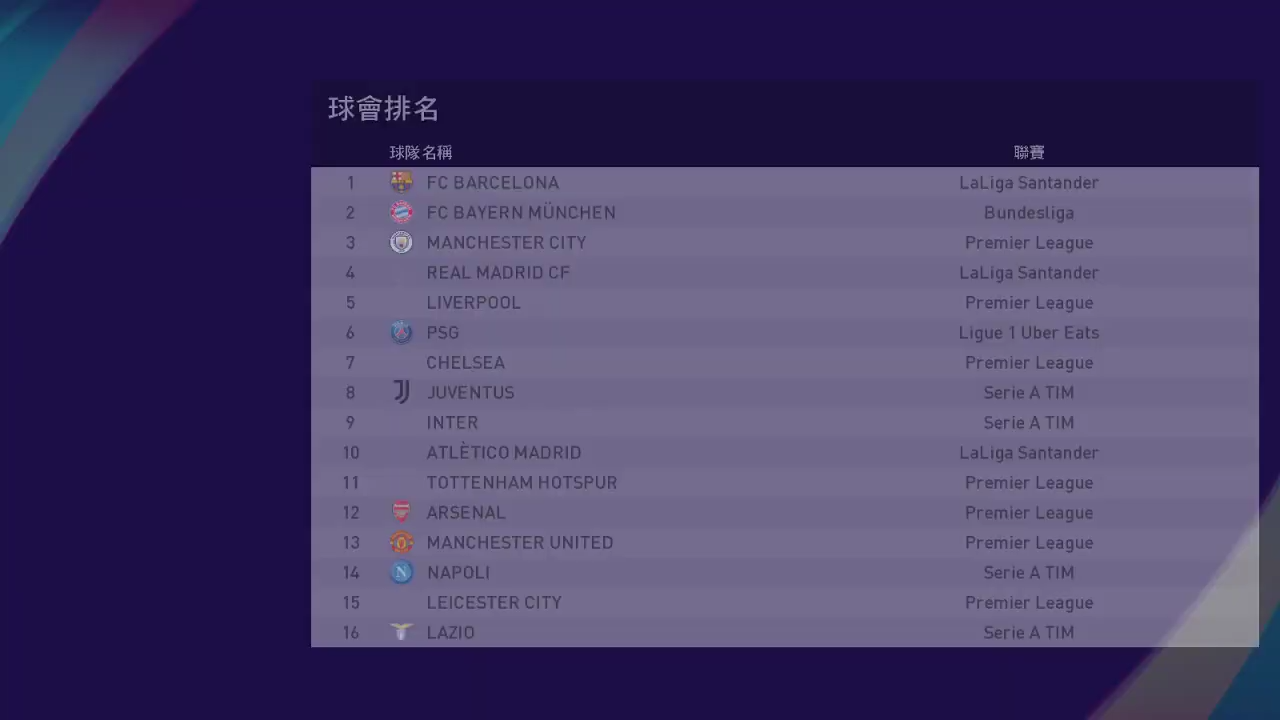 球會排名
球隊名稱 聯賽
1 FC BARCELONA LaLiga Santander
2 FC BAYERN MÜNCHEN Bundesliga
3 MANCHESTER CITY Premier League
4 REAL MADRID CF LaLiga Santander
5 LIVERPOOL Premier League
6 PSG Ligue 1 Uber Eats
7 CHELSEA Premier League
8 JUVENTUS Serie A TIM
9 INTER Serie A TIM
10 ATLÈTICO MADRID LaLiga Santander
11 TOTTENHAM HOTSPUR Premier League
12 ARSENAL Premier League
13 MANCHESTER UNITED Premier League
14 NAPOLI Serie A TIM
15 LEICESTER CITY Premier League
16 LAZIO Serie A TIM